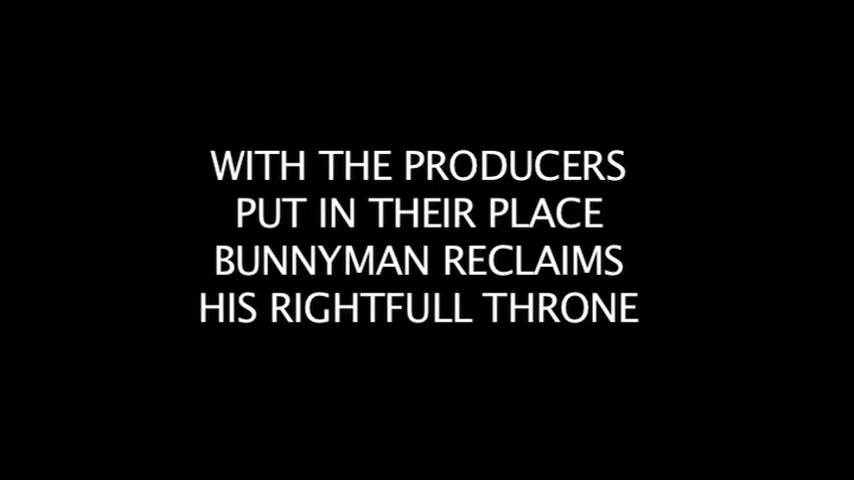 WITH THE PRODUCERS
PUT IN THEIR PLACE
BUNNYMAN RECLAIMS
HIS RIGHTFULL THRONE